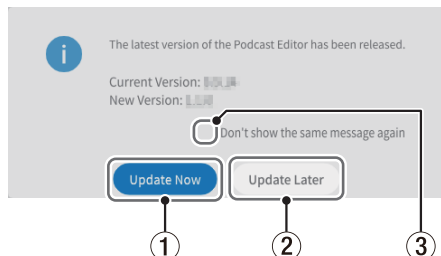 The latest version of the Podcast Editor has been released.
Current Version:
New Version:
Don't show the same message again
Update Now
Update Later
① ② ③